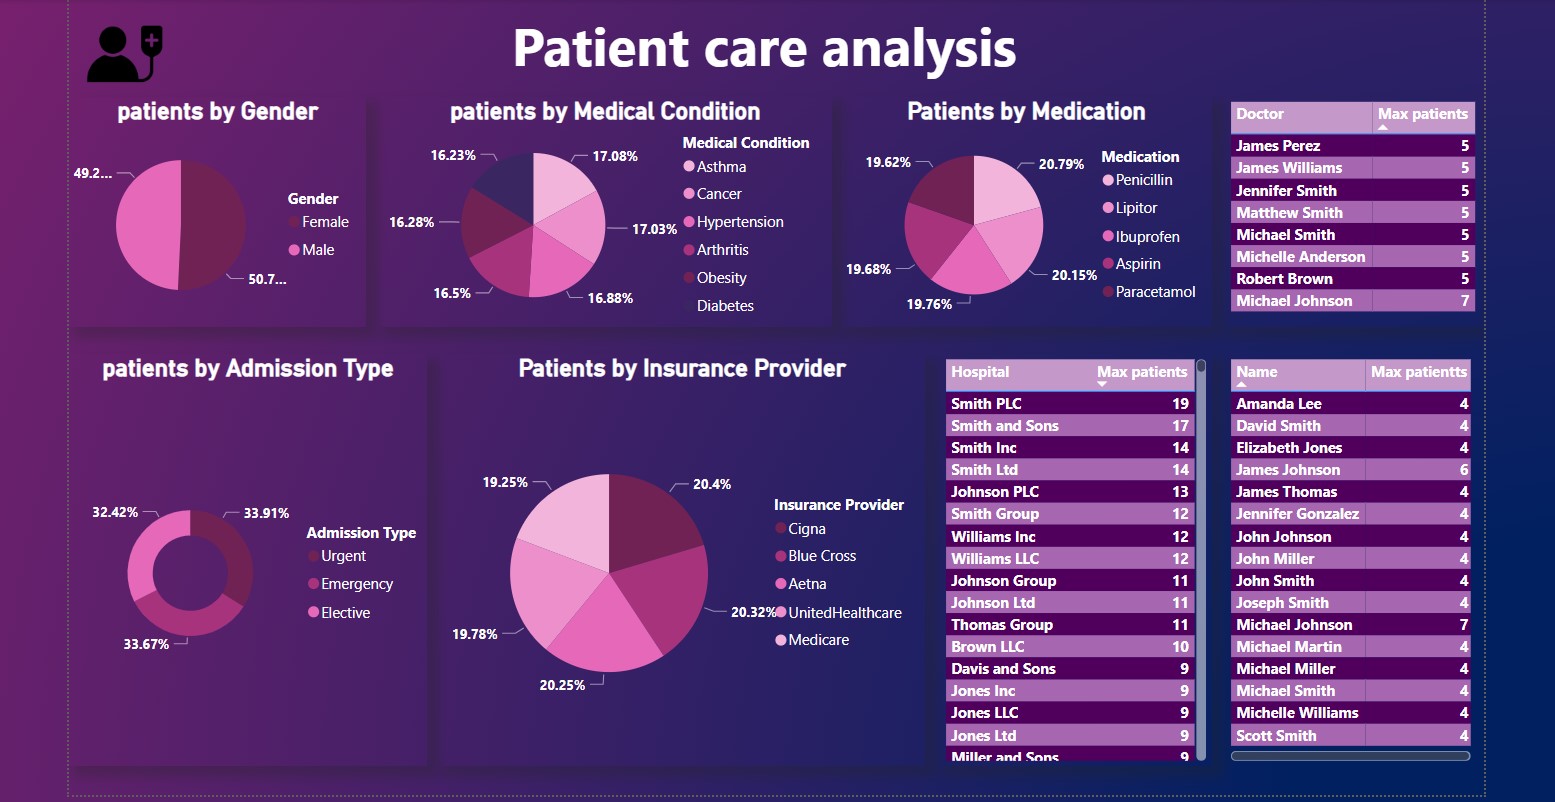 Patient care analysis
patients by Gender
49.2...
50.7...
Gender
Female
Male
patients by Medical Condition
16.23%
17.08%
16.28%
17.03%
16.5%
16.88%
Medical Condition
Asthma
Cancer
Hypertension
Arthritis
Obesity
Diabetes
Patients by Medication
19.62%
20.79%
19.68%
20.15%
19.76%
Medication
Penicillin
Lipitor
Ibuprofen
Aspirin
Paracetamol
Doctor Max patients
James Perez 5
James Williams 5
Jennifer Smith 5
Matthew Smith 5
Michael Smith 5
Michelle Anderson 5
Robert Brown 5
Michael Johnson 7
patients by Admission Type
32.42%
33.91%
33.67%
Admission Type
Urgent
Emergency
Elective
Patients by Insurance Provider
19.25%
20.4%
19.78%
20.32%
20.25%
Insurance Provider
Cigna
Blue Cross
Aetna
UnitedHealthcare
Medicare
Hospital Max patients
Smith PLC 19
Smith and Sons 17
Smith Inc 14
Smith Ltd 14
Johnson PLC 13
Smith Group 12
Williams Inc 12
Williams LLC 12
Johnson Group 11
Johnson Ltd 11
Thomas Group 11
Brown LLC 10
Davis and Sons 9
Jones Inc 9
Jones LLC 9
Jones Ltd 9
Miller and Sons 9
Name Max patientts
Amanda Lee 4
David Smith 4
Elizabeth Jones 4
James Johnson 6
James Thomas 4
Jennifer Gonzalez 4
John Johnson 4
John Miller 4
John Smith 4
Joseph Smith 4
Michael Johnson 7
Michael Martin 4
Michael Miller 4
Michael Smith 4
Michelle Williams 4
Scott Smith 4